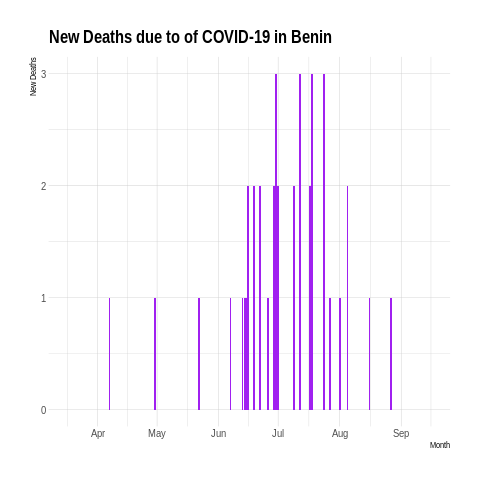 New Deaths due to of COVID-19 in Benin
New Deaths
3
2
1
0
Apr May Jun Jul Aug Sep
Month